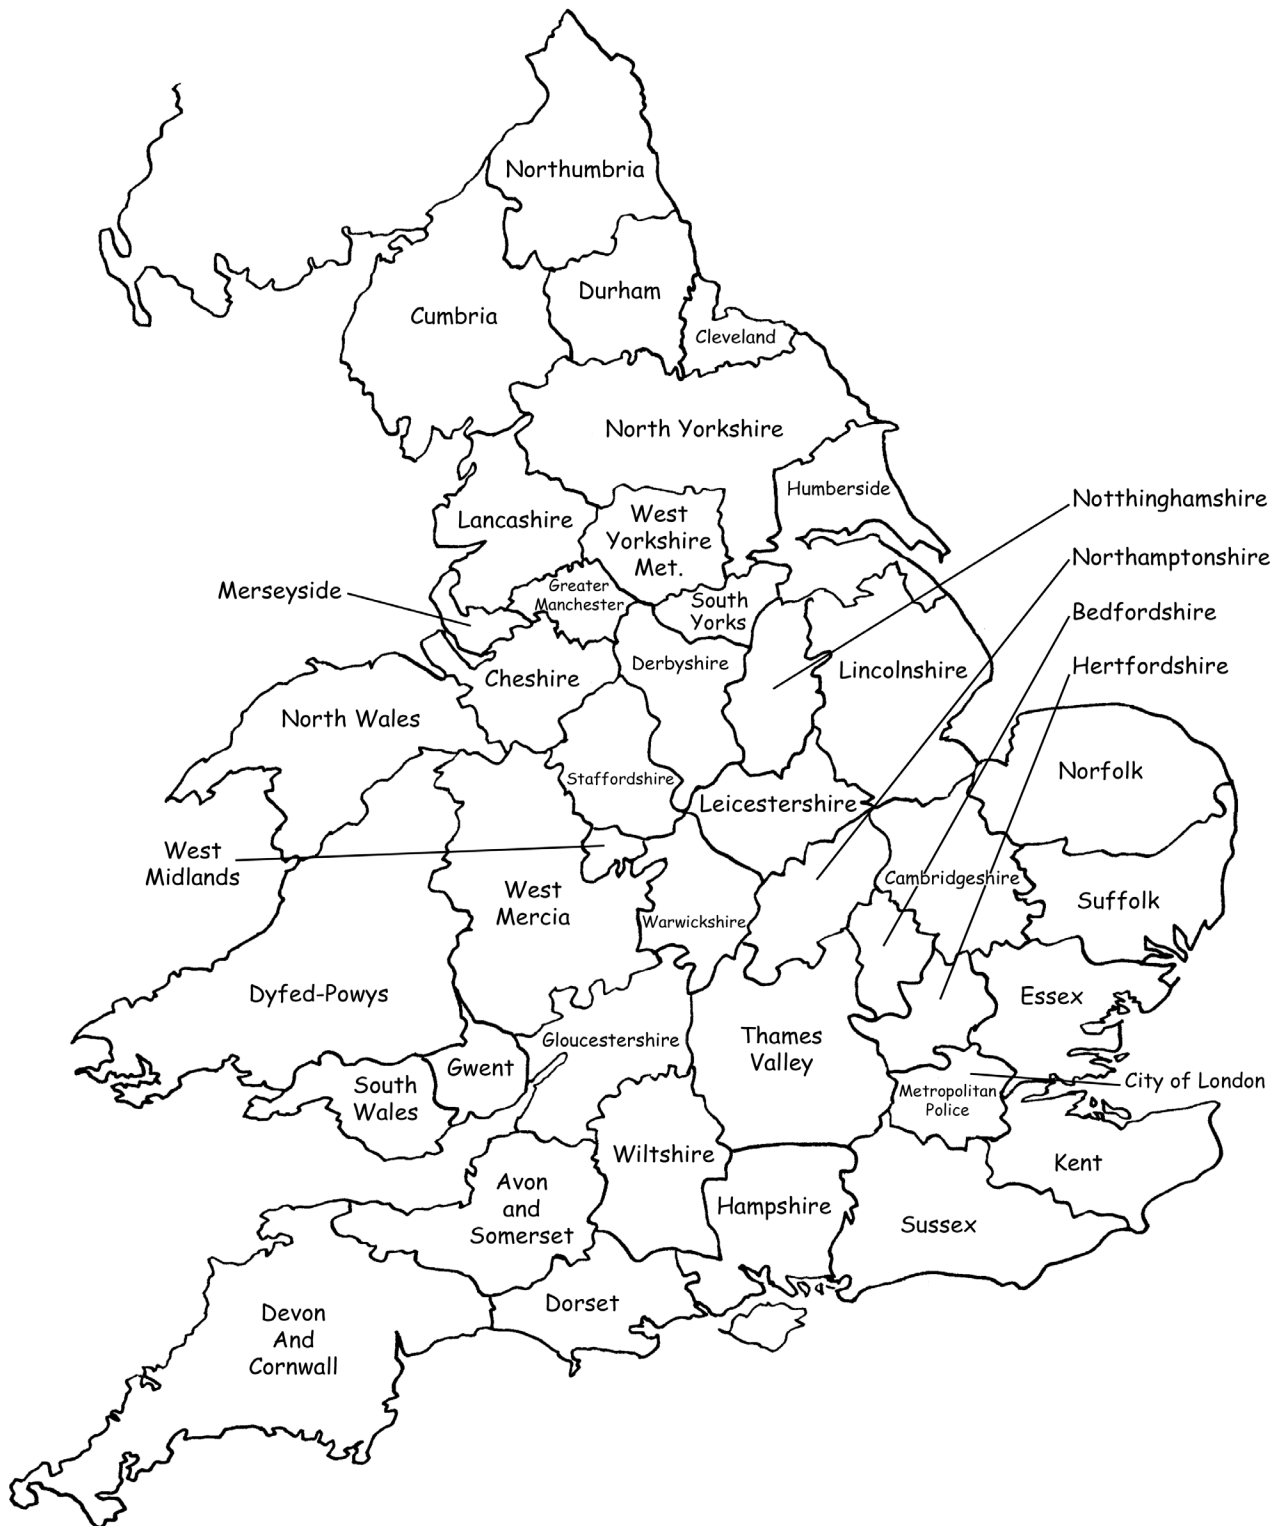 Northumbria
Durham
Cumbria
Cleveland
North Yorkshire
Humberside
Notthinghamshire
Lancashire
West
Yorkshire
Met.
Northamptonshire
Merseyside
Greater
Manchester
South
Yorks
Bedfordshire
Derbyshire
Hertfordshire
Cheshire
Lincolnshire
North Wales
Norfolk
Staffordshire
Leicestershire
West
Midlands
West
Mercia
Cambridgeshire
Suffolk
Warwickshire
Dyfed-Powys
Essex
Gloucestershire
Thames
Valley
Gwent
City of London
South
Wales
Metropolitan
Police
Wiltshire
Kent
Avon
and
Somerset
Hampshire
Sussex
Dorset
Devon
And
Cornwall